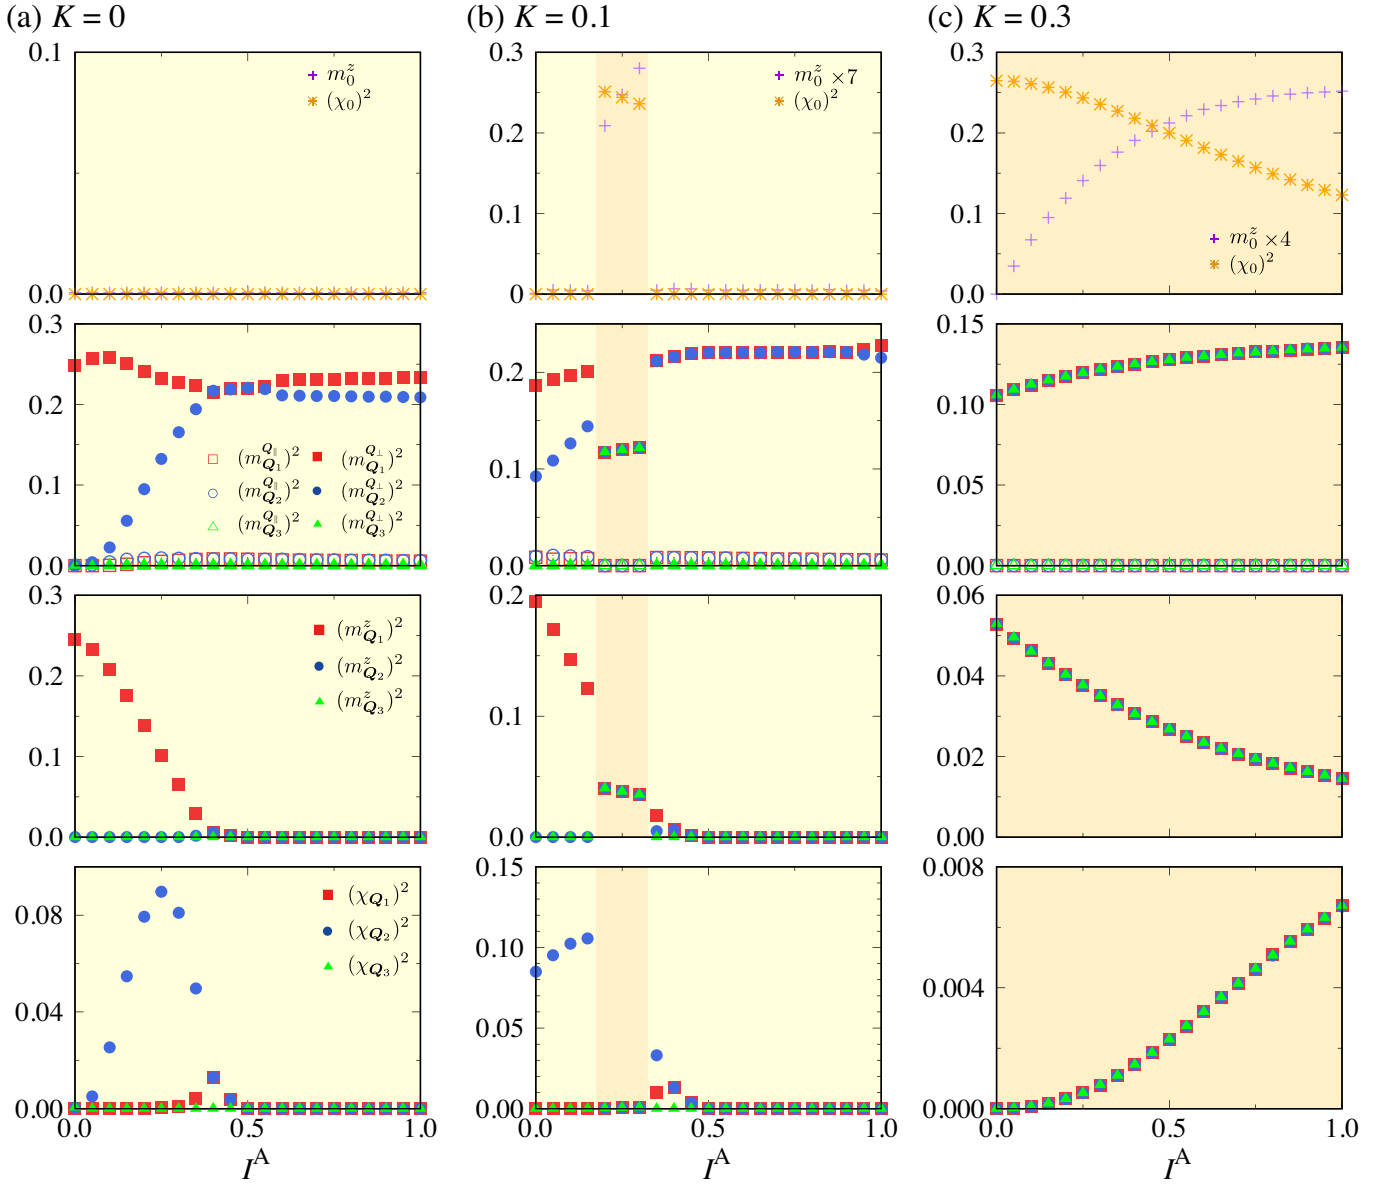 (a) K = 0
0.1
0.0
m_0^z
(χ_0)^2
0.3
0.2
0.1
0.0
(m_{Q_1}^{Q_∥})^2 (m_{Q_1}^{Q_⊥})^2
(m_{Q_2}^{Q_∥})^2 (m_{Q_2}^{Q_⊥})^2
(m_{Q_3}^{Q_∥})^2 (m_{Q_3}^{Q_⊥})^2
0.3
0.2
0.1
0.0
(m_{Q_1}^z)^2
(m_{Q_2}^z)^2
(m_{Q_3}^z)^2
0.08
0.04
0.00
(χ_{Q_1})^2
(χ_{Q_2})^2
(χ_{Q_3})^2
0.0 0.5 1.0
I^A
(b) K = 0.1
0.3
0.2
0.1
0
m_0^z ×7
(χ_0)^2
0.2
0.1
0.0
0.2
0.1
0.0
0.15
0.10
0.05
0.00
0.0 0.5 1.0
I^A
(c) K = 0.3
0.3
0.2
0.1
0.0
m_0^z ×4
(χ_0)^2
0.15
0.10
0.05
0.00
0.06
0.04
0.02
0.00
0.008
0.004
0.000
0.0 0.5 1.0
I^A